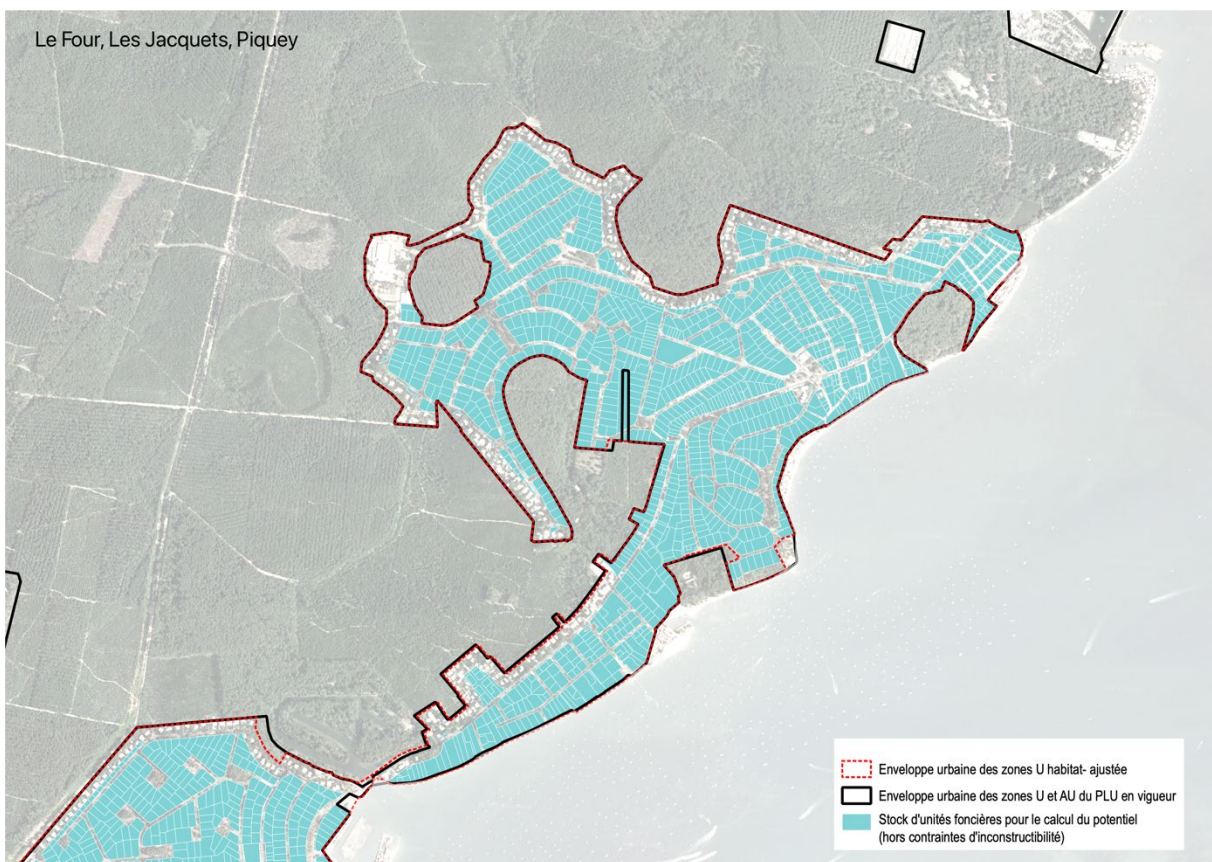 Le Four, Les Jacquets, Piquey
Enveloppe urbaine des zones U habitat- ajustée
Enveloppe urbaine des zones U et AU du PLU en vigueur
Stock d'unités foncières pour le calcul du potentiel
(hors contraintes d'inconstructibilité)